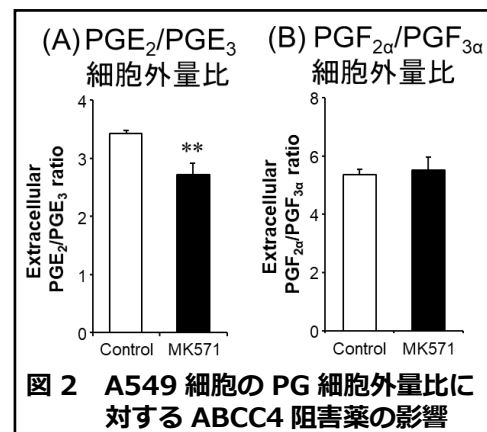 (A) PGE₂/PGE₃
細胞外量比
4
3
2
1
0
Extracellular
PGE₂/PGE₃ ratio
**
Control MK571
(B) PGF₂α/PGF₃α
細胞外量比
8
6
4
2
0
Extracellular
PGF₂α/PGF₃α ratio
Control MK571
図 2 A549 細胞の PG 細胞外量比に
対する ABCC4 阻害薬の影響